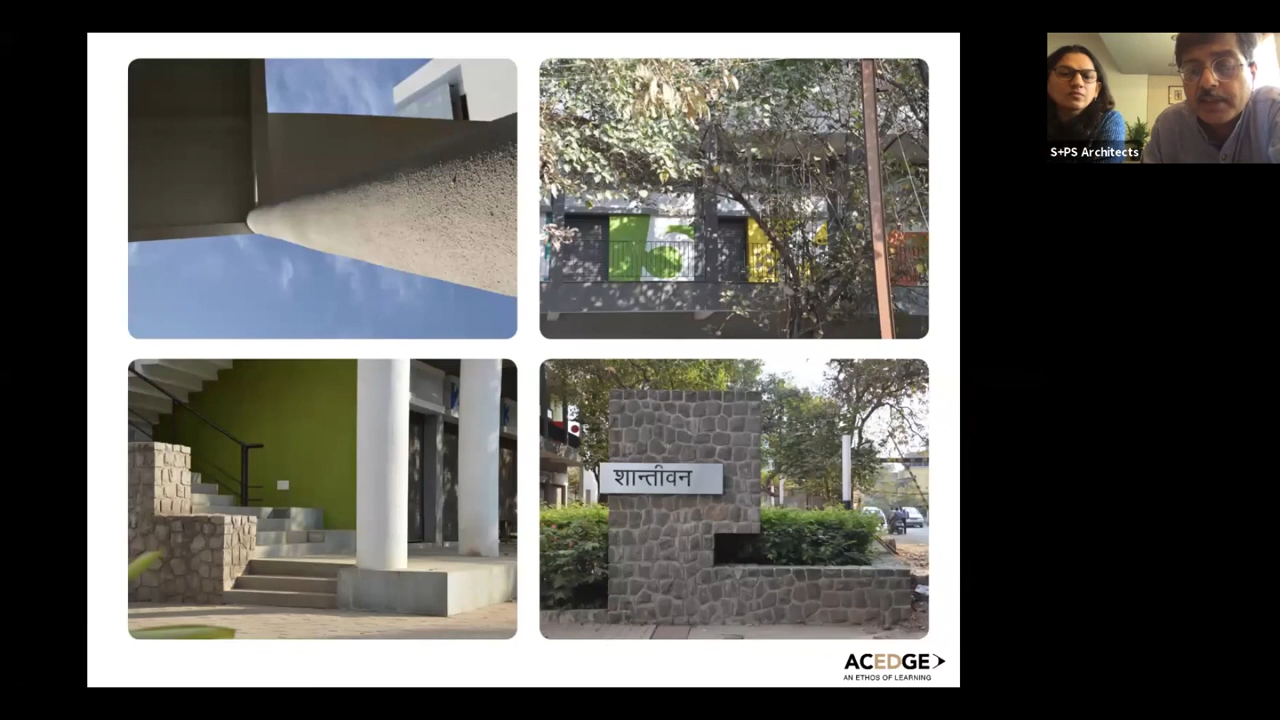 S+PS Architects
शान्तीवन
ACEDGE
AN ETHOS OF LEARNING